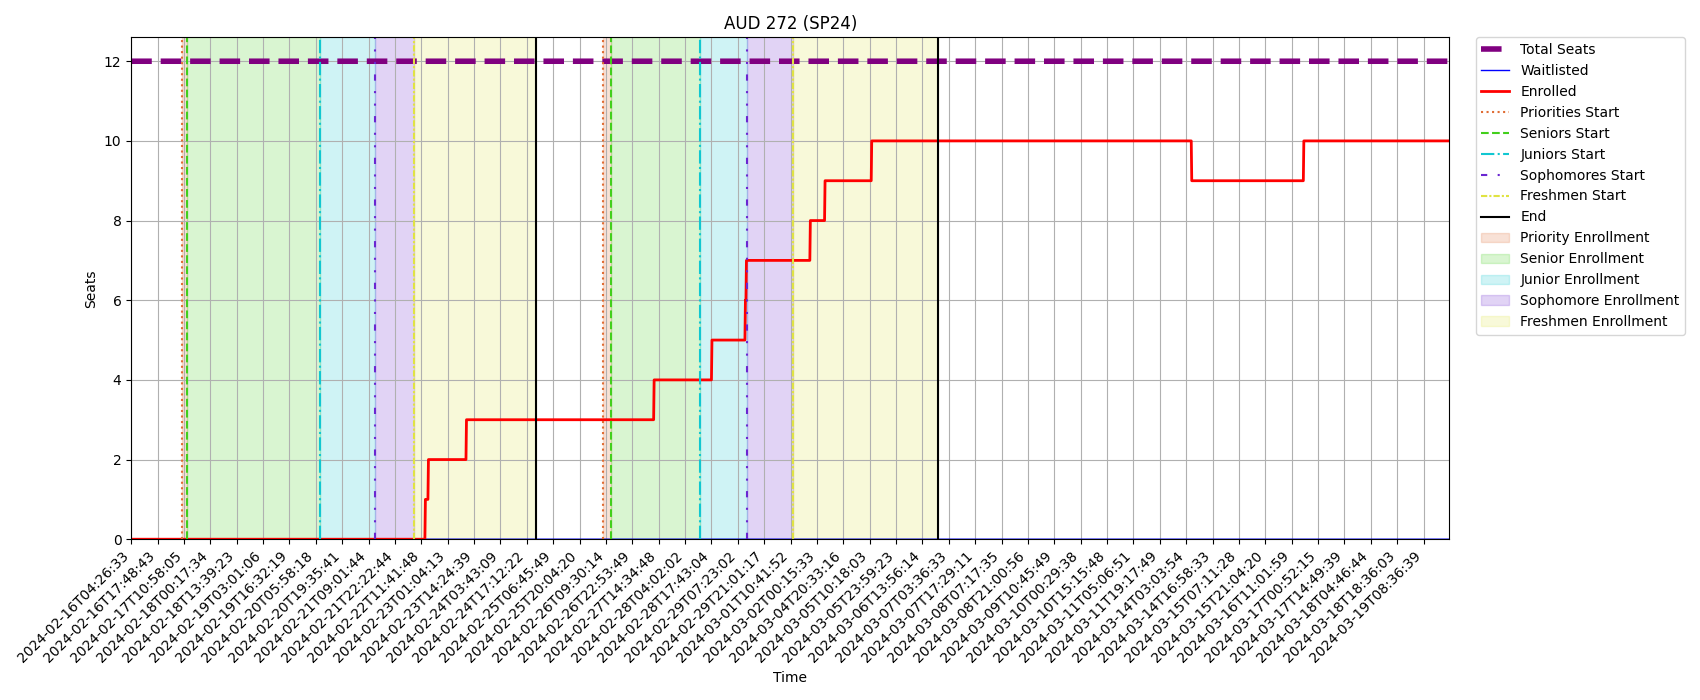 AUD 272 (SP24)
Seats
12
10
8
6
4
2
0
2024-02-16T04:26:33
2024-02-16T17:48:43
2024-02-17T10:58:05
2024-02-18T00:17:34
2024-02-18T13:39:23
2024-02-19T03:01:06
2024-02-19T16:32:19
2024-02-20T05:58:18
2024-02-20T19:35:41
2024-02-21T09:01:44
2024-02-21T22:22:44
2024-02-22T11:41:48
2024-02-23T01:04:13
2024-02-23T14:24:39
2024-02-24T03:43:09
2024-02-24T17:12:22
2024-02-25T06:45:49
2024-02-25T20:04:20
2024-02-26T09:30:14
2024-02-26T22:53:49
2024-02-27T14:34:48
2024-02-28T04:02:02
2024-02-28T17:43:04
2024-02-29T07:23:02
2024-02-29T21:01:17
2024-03-01T10:41:52
2024-03-02T00:15:33
2024-03-04T20:33:16
2024-03-05T10:18:03
2024-03-05T23:59:23
2024-03-06T13:56:14
2024-03-07T03:36:33
2024-03-07T17:29:11
2024-03-08T07:17:35
2024-03-08T21:00:56
2024-03-09T10:45:49
2024-03-10T00:29:38
2024-03-10T15:15:48
2024-03-11T05:06:51
2024-03-11T19:17:49
2024-03-14T03:03:54
2024-03-14T16:58:33
2024-03-15T07:11:28
2024-03-15T21:04:20
2024-03-16T11:01:59
2024-03-17T00:52:15
2024-03-17T14:49:39
2024-03-18T04:46:44
2024-03-18T18:36:03
2024-03-19T08:36:39
Time
Total Seats
Waitlisted
Enrolled
Priorities Start
Seniors Start
Juniors Start
Sophomores Start
Freshmen Start
End
Priority Enrollment
Senior Enrollment
Junior Enrollment
Sophomore Enrollment
Freshmen Enrollment